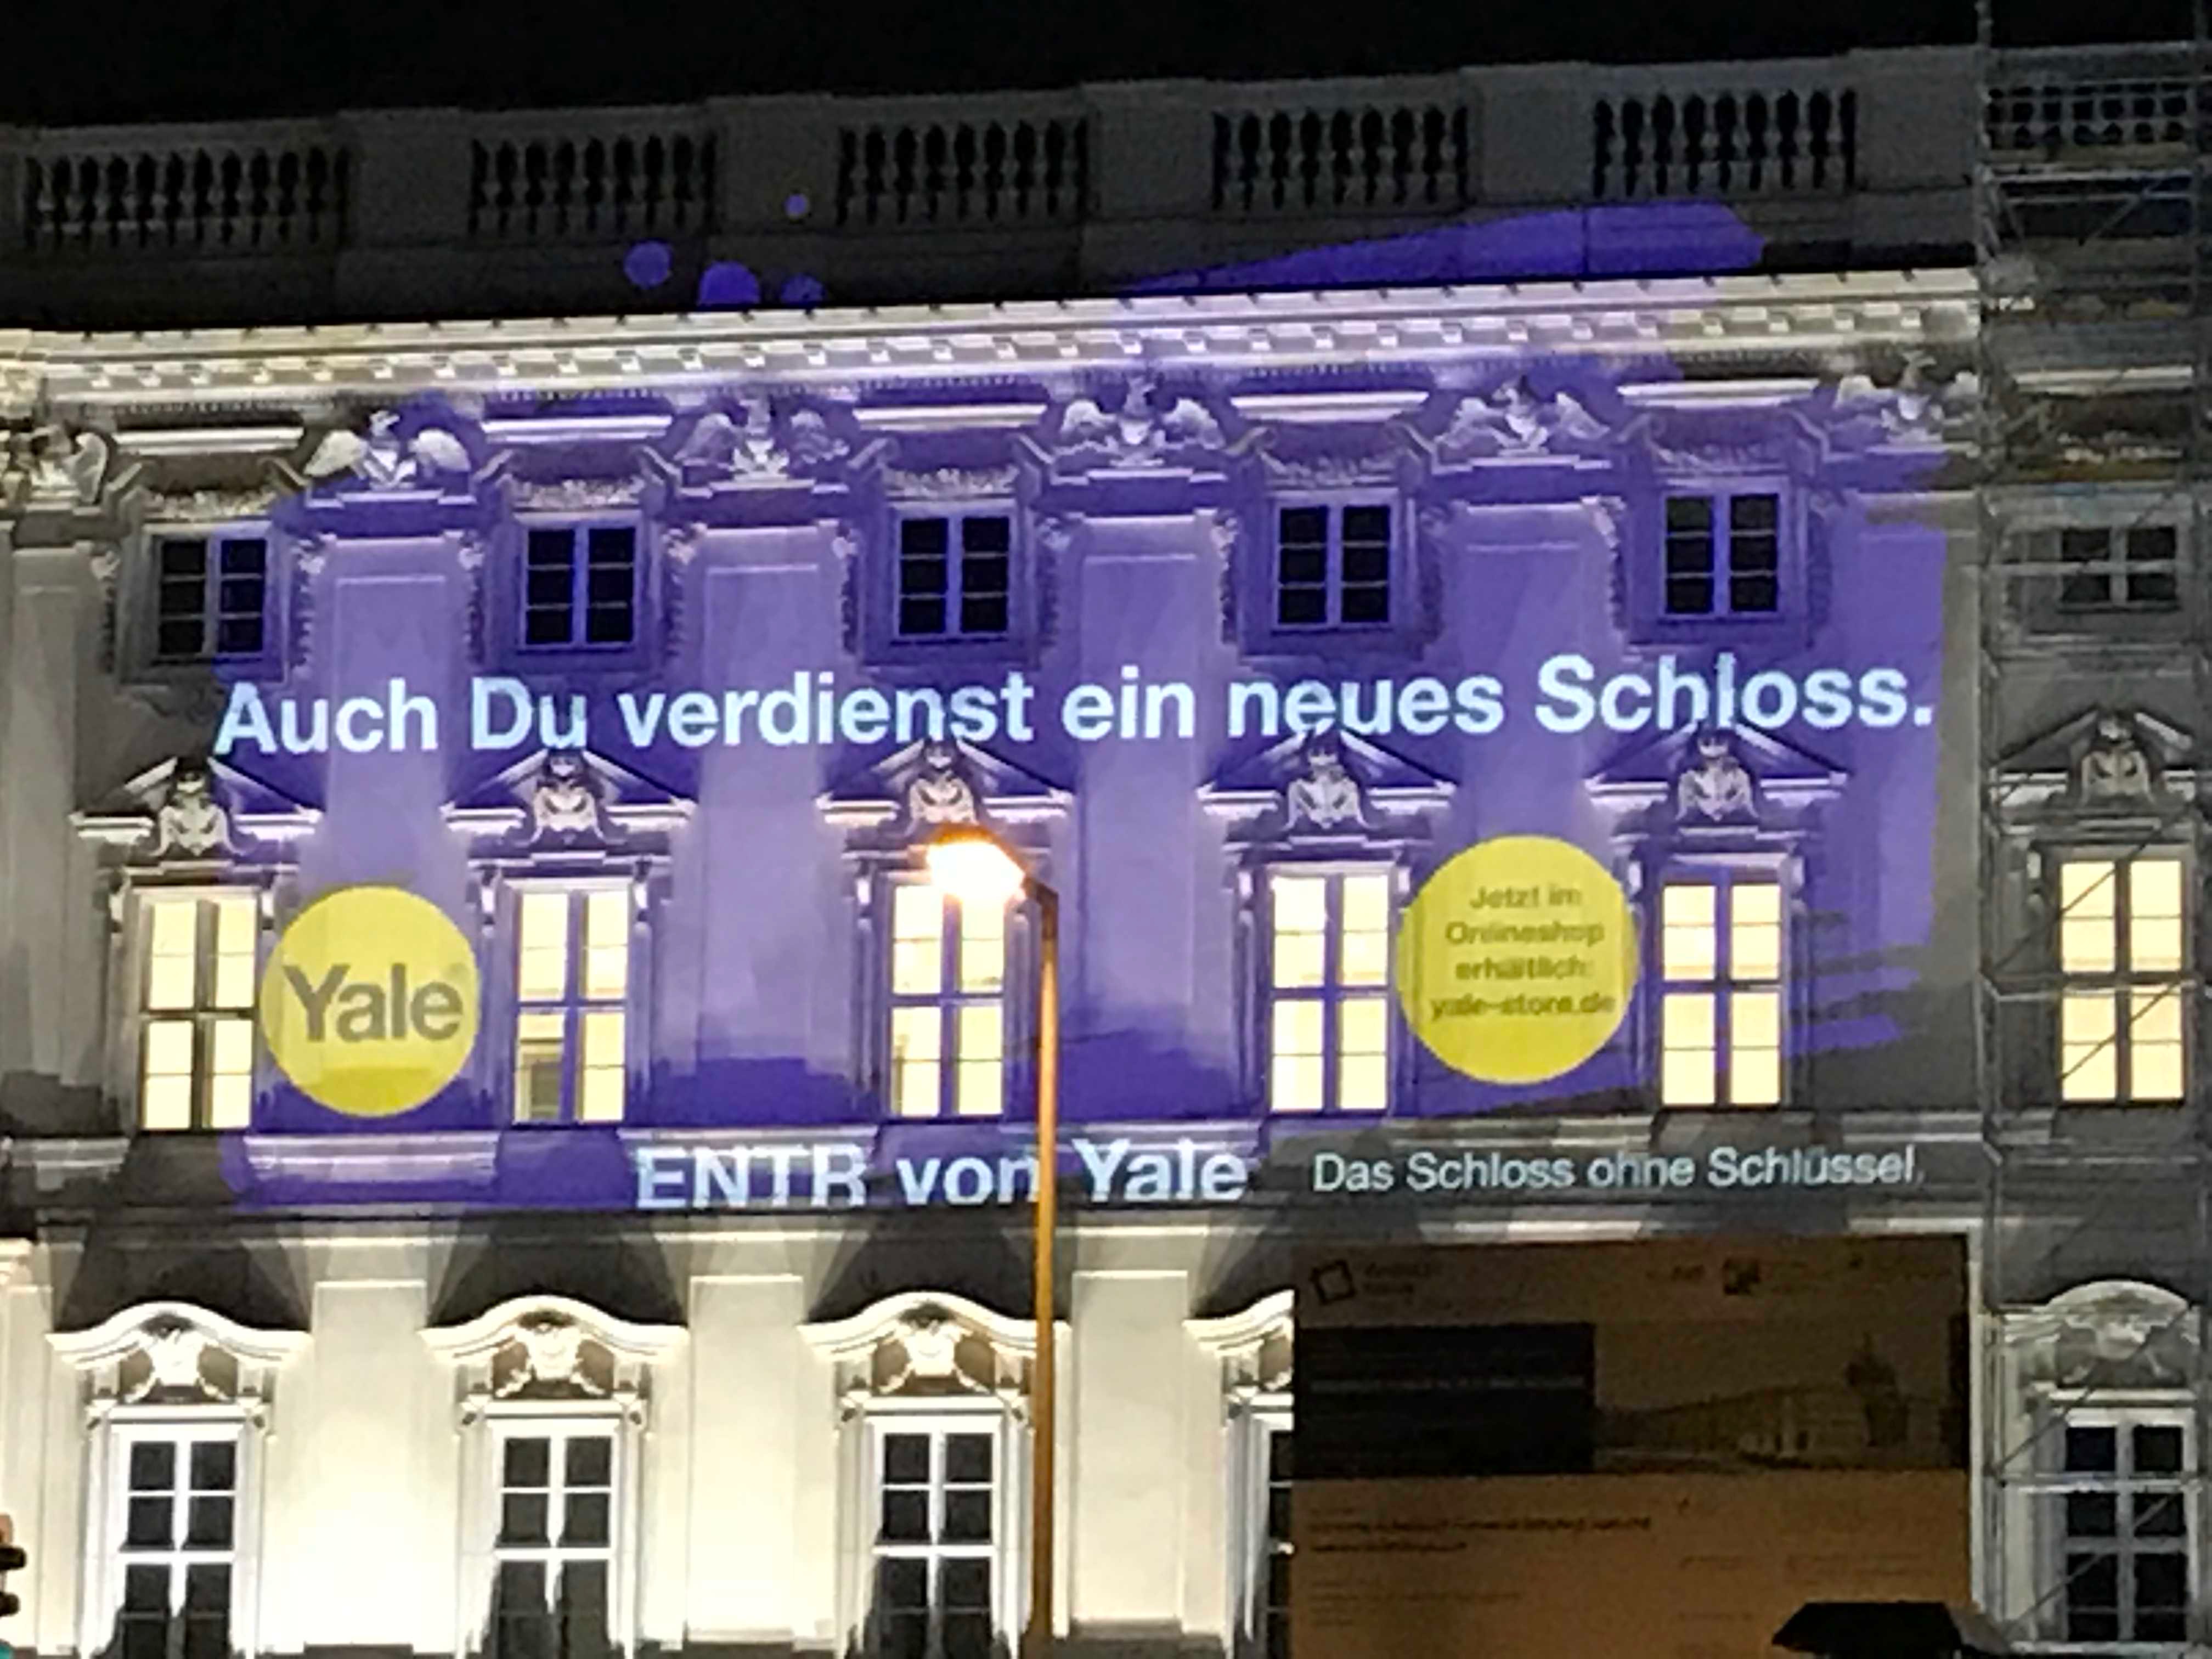 Auch Du verdienst ein neues Schloss.
Yale
Jetzt im
Onlineshop
erhältlich:
yale-store.de
ENTR von Yale
Das Schloss ohne Schlüssel.